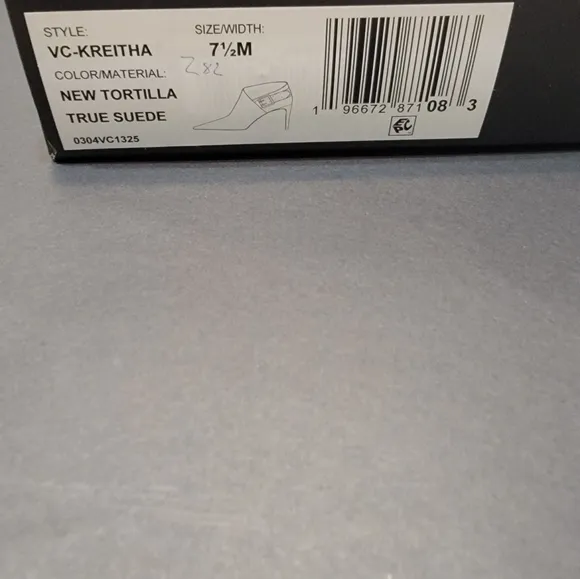 STYLE: SIZE/WIDTH:
VC-KREITHA 7½M
COLOR/MATERIAL: Z82
NEW TORTILLA
TRUE SUEDE
0304VC1325
1 96672 87108 3